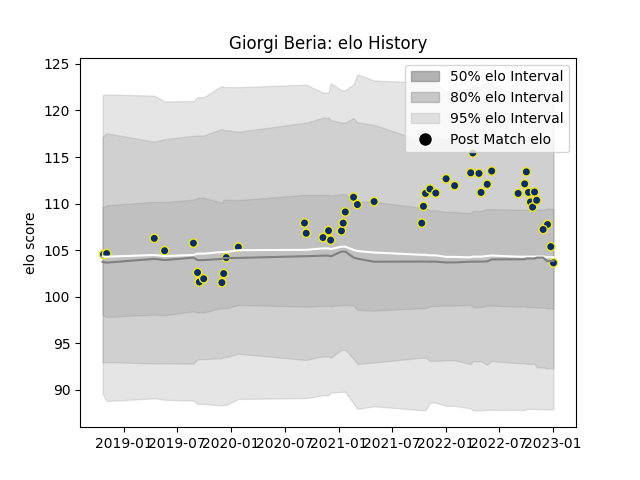 Giorgi Beria: elo History
125
120
115
110
105
100
95
90
elo score
50% elo Interval
80% elo Interval
95% elo Interval
Post Match elo
2019-01 2019-07 2020-01 2020-07 2021-01 2021-07 2022-01 2022-07 2023-01